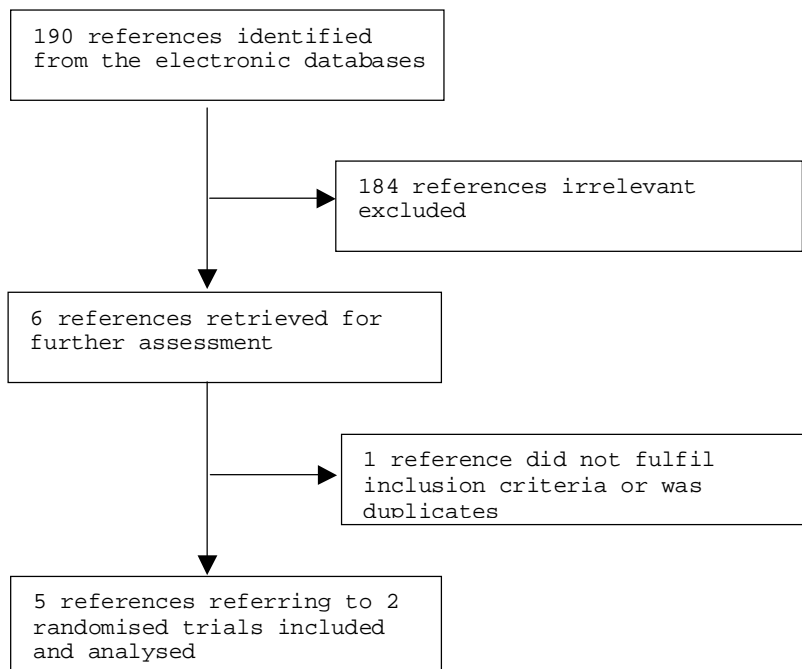 190 references identified
from the electronic databases
184 references irrelevant
excluded
6 references retrieved for
further assessment
1 reference did not fulfil
inclusion criteria or was
duplicates
5 references referring to 2
randomised trials included
and analysed